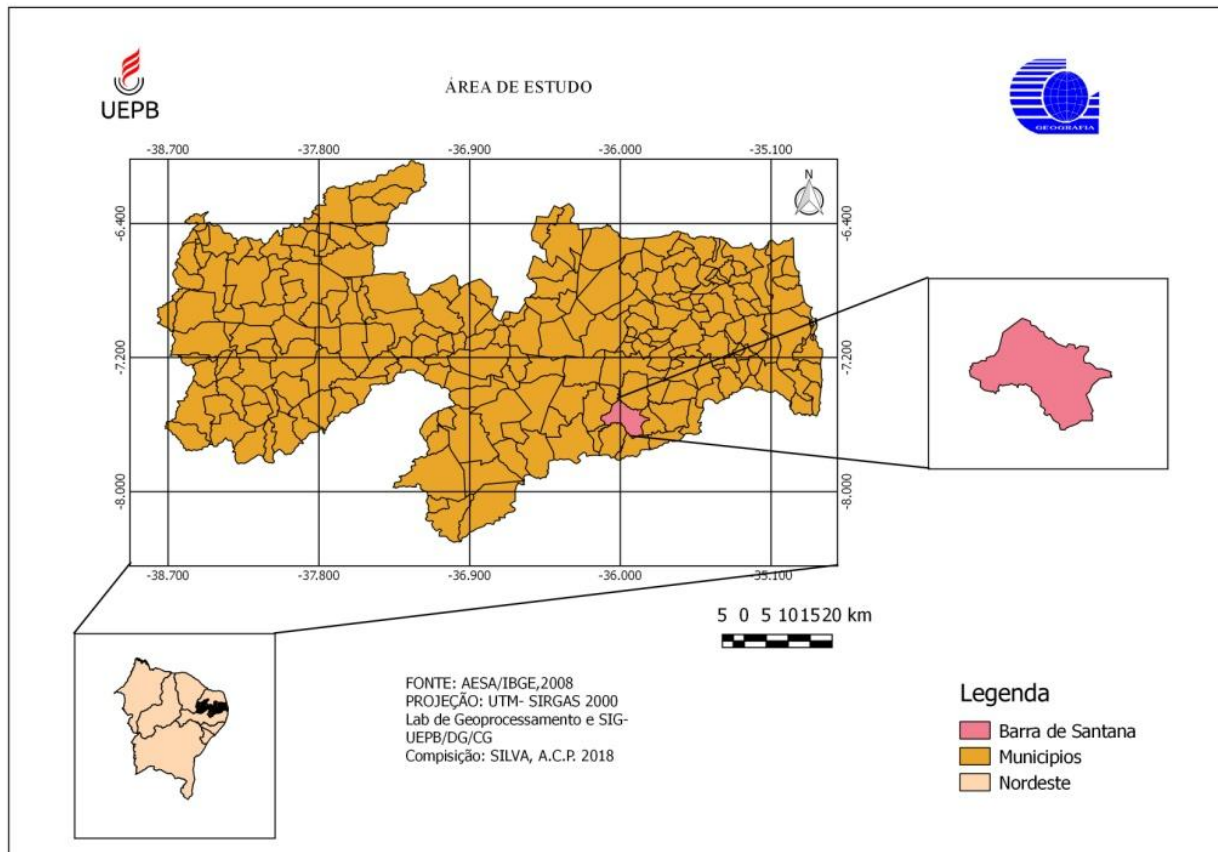 UEPB
ÁREA DE ESTUDO
GEOGRAFIA
-38.700 -37.800 -36.900 -36.000 -35.100
N
-6.400 -6.400
-7.200 -7.200
-8.000 -8.000
-38.700 -37.800 -36.900 -36.000 -35.100
5 0 5 10 15 20 km
FONTE: AESA/IBGE,2008
PROJEÇÃO: UTM- SIRGAS 2000
Lab de Geoprocessamento e SIG-
UEPB/DG/CG
Compisição: SILVA, A.C.P. 2018
Legenda
Barra de Santana
Municipios
Nordeste